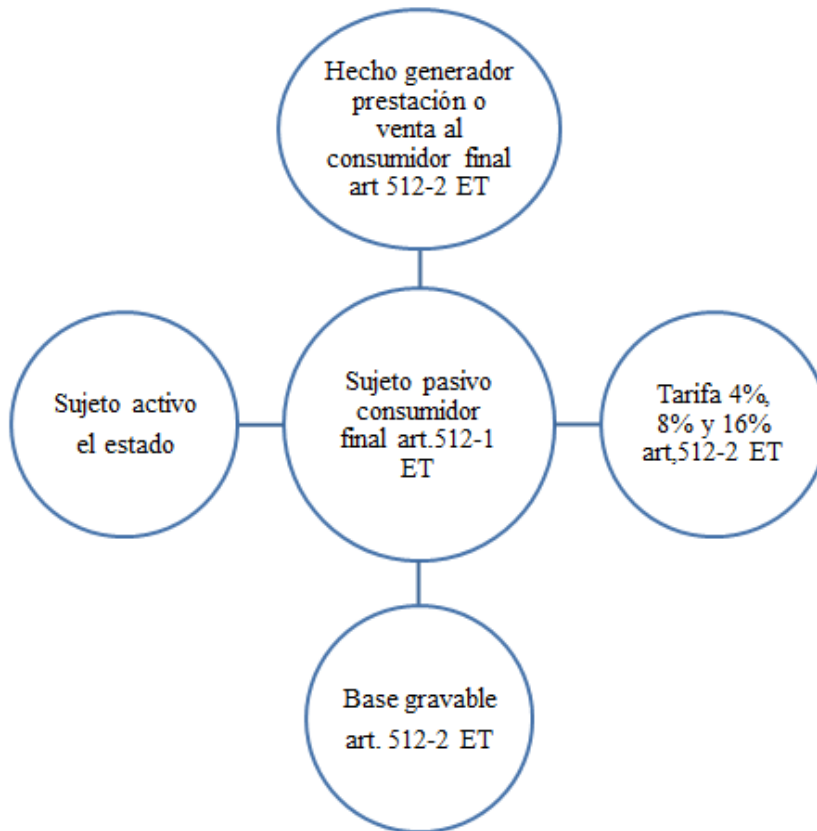 Hecho generador
prestación o
venta al
consumidor final
art 512-2 ET
Sujeto activo
el estado
Sujeto pasivo
consumidor
final art.512-1
ET
Tarifa 4%,
8% y 16%
art,512-2 ET
Base gravable
art. 512-2 ET